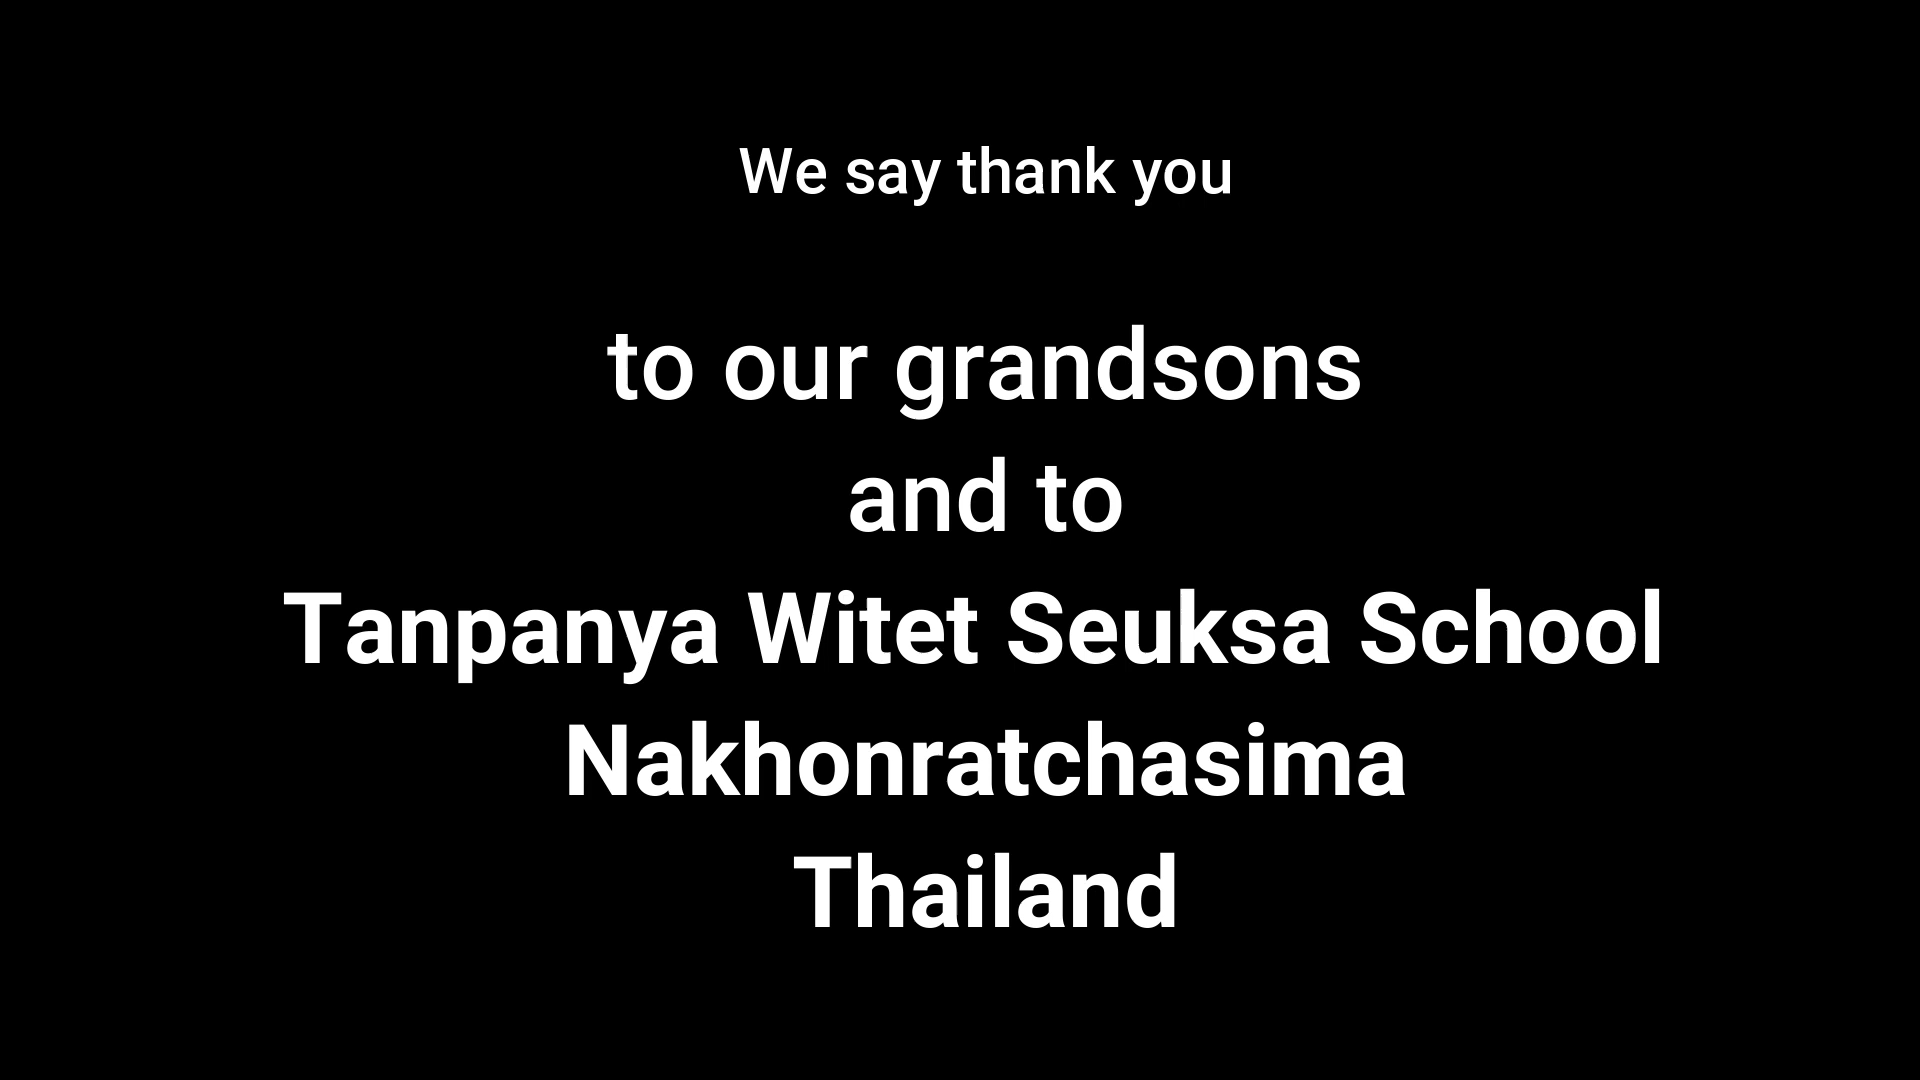 We say thank you
to our grandsons
and to
Tanpanya Witet Seuksa School
Nakhonratchasima
Thailand